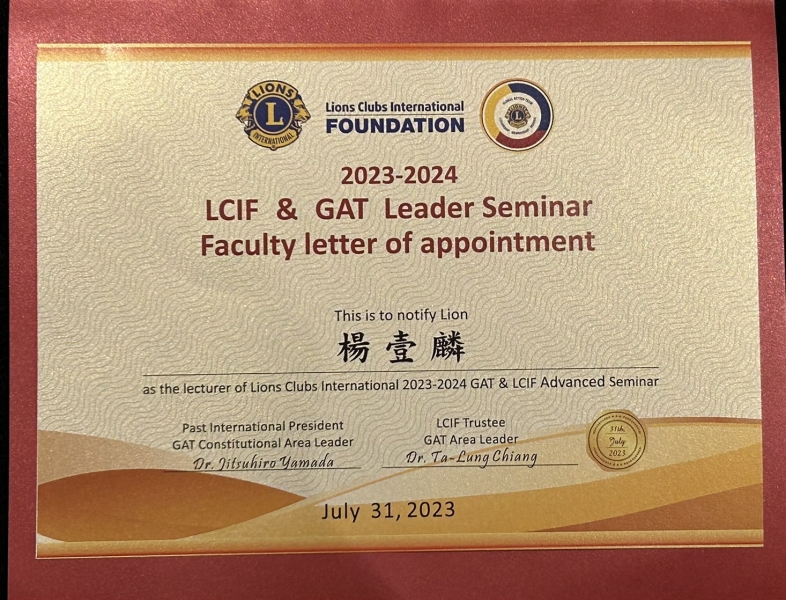 LIONS
L
INTERNATIONAL
Lions Clubs International
FOUNDATION
GLOBAL ACTION TEAM
2023-2024
LCIF & GAT Leader Seminar
Faculty letter of appointment
This is to notify Lion
楊壹麟
as the lecturer of Lions Clubs International 2023-2024 GAT & LCIF Advanced Seminar
Past International President
GAT Constitutional Area Leader
Dr. Jitsuhiro Yamada
LCIF Trustee
GAT Area Leader
Dr. Ta-Lung Chiang
31th
July
2023
July 31, 2023